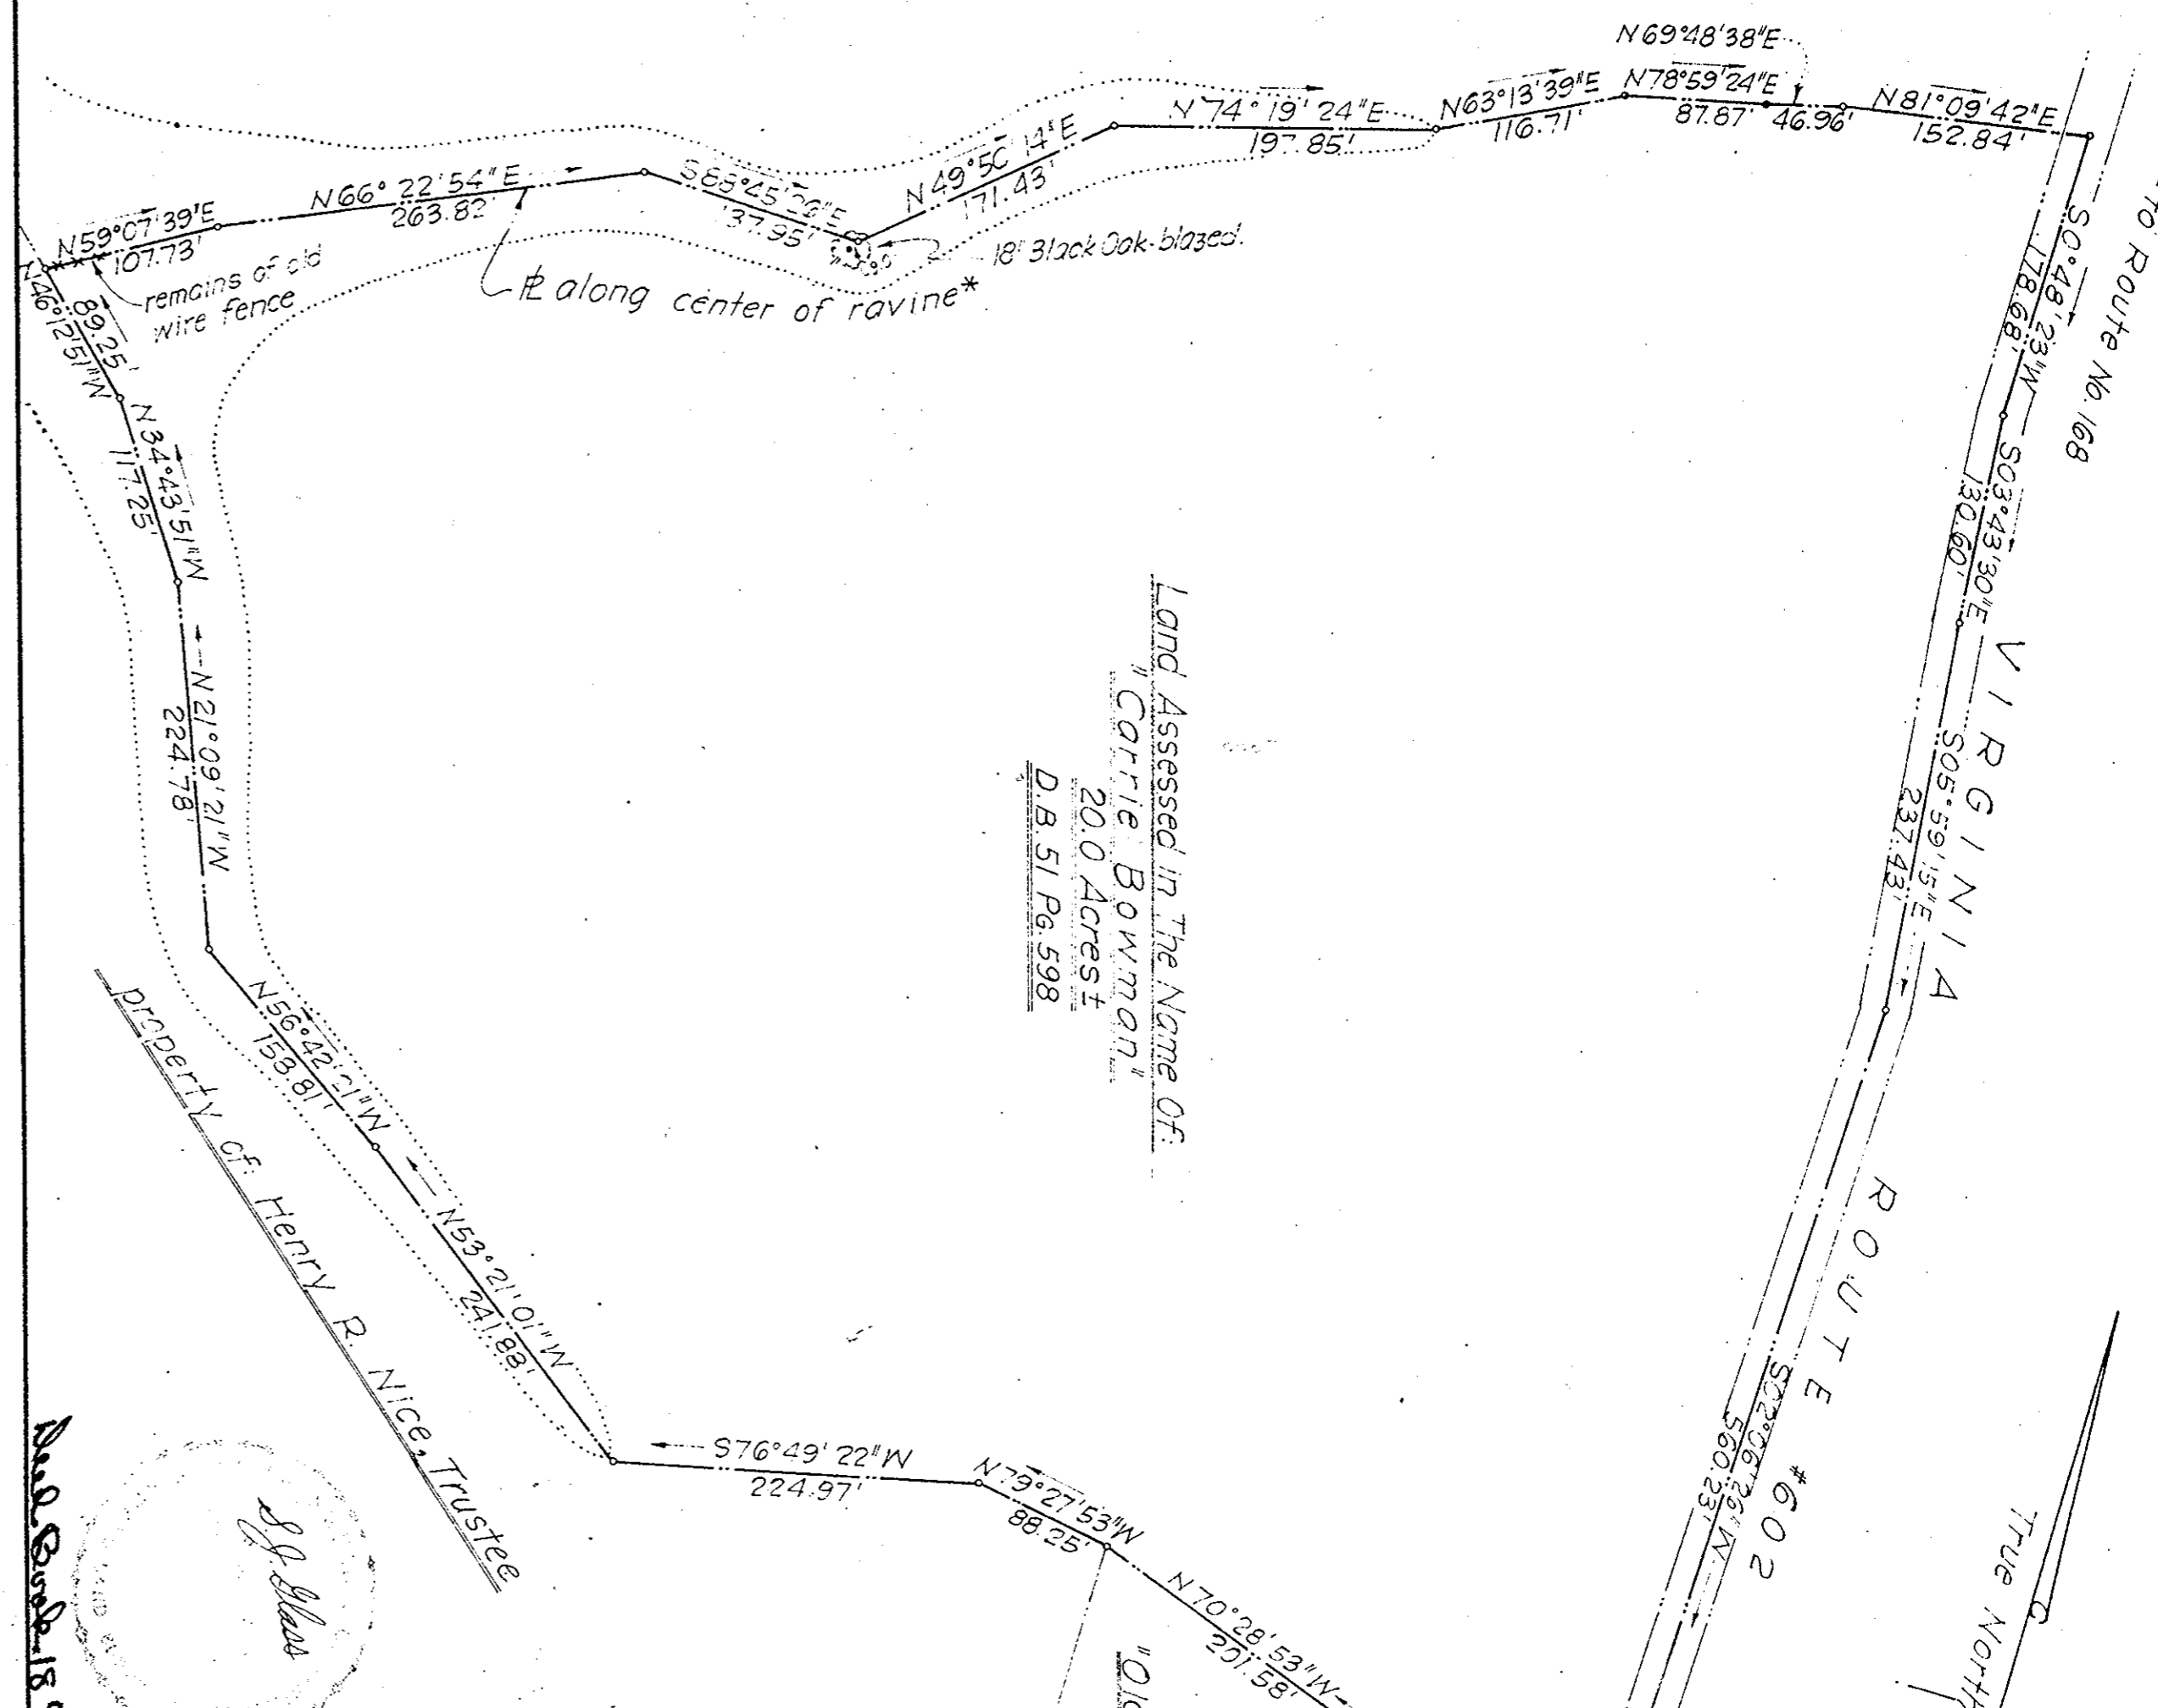 N69°48'38"E
N59°07'39"E
107.73'
N66°22'54"E
263.82'
137.95'
171.43'
N74°19'24"E
197.85'
N63°13'39"E
116.71'
N78°59'24"E
87.87'
46.96'
N81°09'42"E
152.84'
remains of old
wire fence
℄ along center of ravine*
18" Black Oak-blazed.
TO ROUTE No. 168
S0°48'23"W
178.68'
S03°43'30"E
130.60'
S05°59'15"E
237.43'
S02°06'26"W
560.23'
VIRGINIA ROUTE #602
True North
Land Assessed in The Name Of:
"Carrie Bowman"
20.0 Acres±
D.B. 51 Pg. 598
N46°12'51"W
89.25'
N34°43'51"W
117.25'
N21°09'21"W
224.78'
N56°42'21"W
153.81'
N53°21'01"W
241.83'
S76°49'22"W
224.97'
N79°27'53"W
88.25'
N70°28'53"W
201.58'
property of: Henry R. Nice, Trustee
S.J. Glass
Deed Book 18